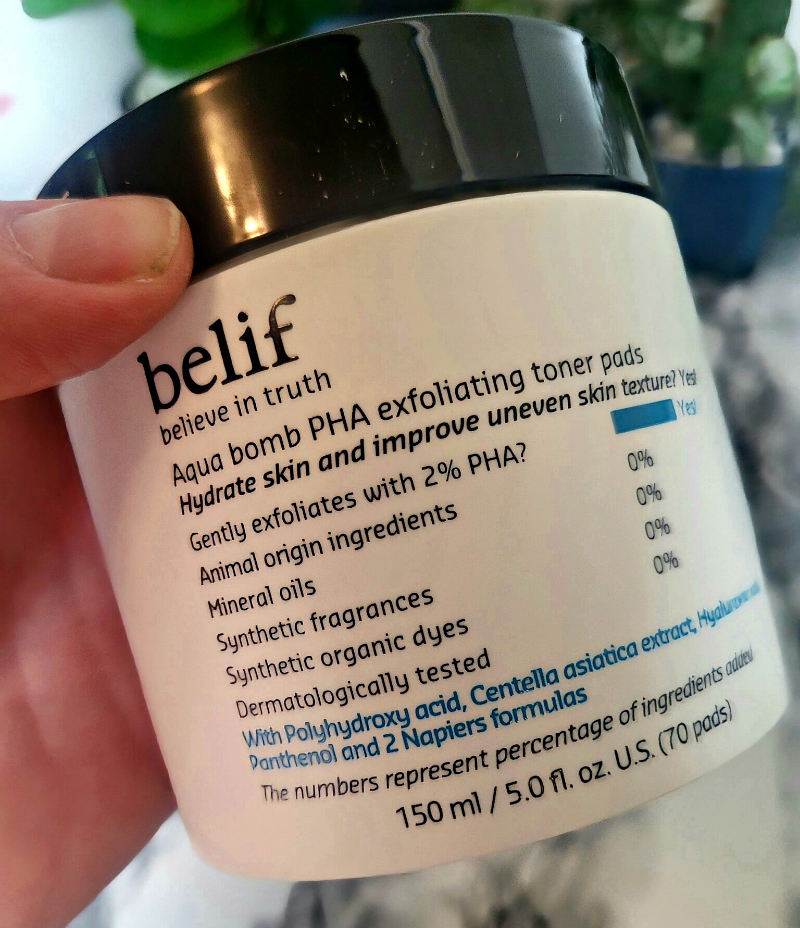 belif
believe in truth
Aqua bomb PHA exfoliating toner pads
Hydrate skin and improve uneven skin texture? Yes!
Gently exfoliates with 2% PHA? Yes!
Animal origin ingredients 0%
Mineral oils 0%
Synthetic fragrances 0%
Synthetic organic dyes 0%
Dermatologically tested
With Polyhydroxy acid, Centella asiatica extract, Hyaluronic
Panthenol and 2 Napiers formulas
The numbers represent percentage of ingredients added
150 ml / 5.0 fl. oz. U.S. (70 pads)